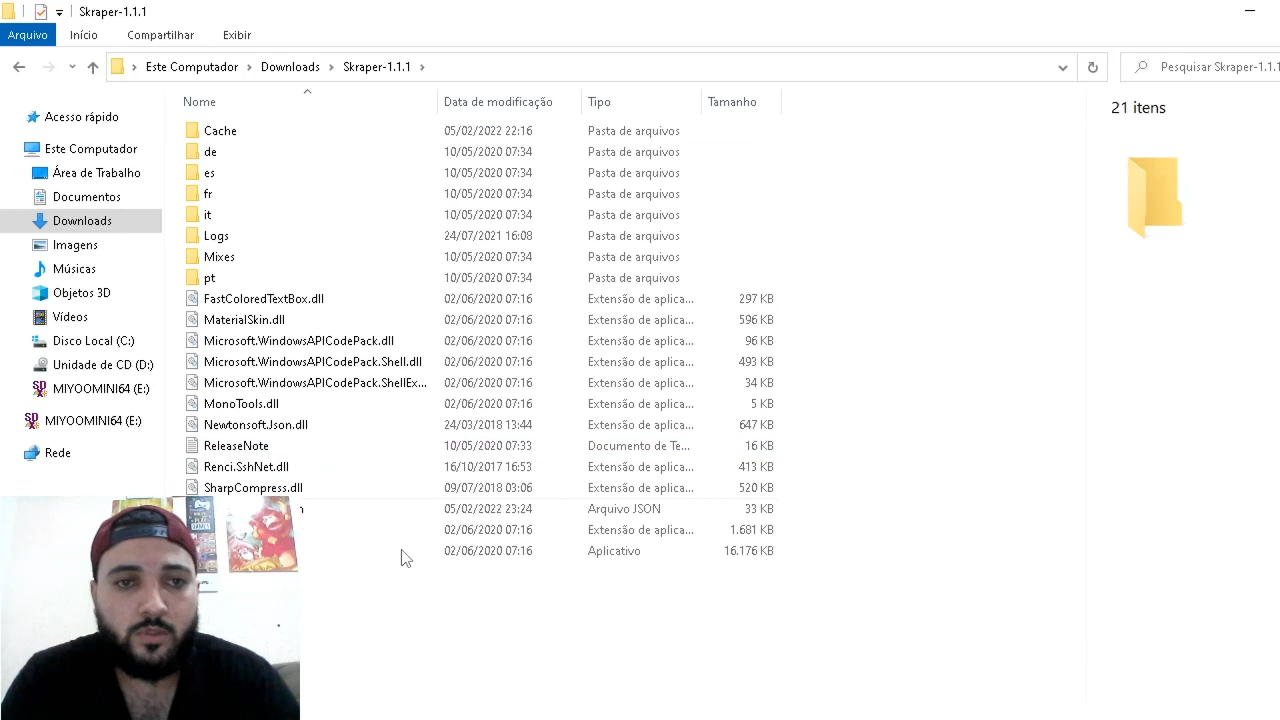 Skraper-1.1.1
Arquivo Início Compartilhar Exibir
Este Computador Downloads Skraper-1.1.1 Pesquisar Skraper-1.1.1
Nome Data de modificação Tipo Tamanho
21 itens
Acesso rápido
Este Computador
Área de Trabalho
Documentos
Downloads
Imagens
Músicas
Objetos 3D
Vídeos
Disco Local (C:)
Unidade de CD (D:)
MIYOOMINI64 (E:)
MIYOOMINI64 (E:)
Rede
Cache 05/02/2022 22:16 Pasta de arquivos
de 10/05/2020 07:34 Pasta de arquivos
es 10/05/2020 07:34 Pasta de arquivos
fr 10/05/2020 07:34 Pasta de arquivos
it 10/05/2020 07:34 Pasta de arquivos
Logs 24/07/2021 16:08 Pasta de arquivos
Mixes 10/05/2020 07:34 Pasta de arquivos
pt 10/05/2020 07:34 Pasta de arquivos
FastColoredTextBox.dll 02/06/2020 07:16 Extensão de aplica... 297 KB
MaterialSkin.dll 02/06/2020 07:16 Extensão de aplica... 596 KB
Microsoft.WindowsAPICodePack.dll 02/06/2020 07:16 Extensão de aplica... 96 KB
Microsoft.WindowsAPICodePack.Shell.dll 02/06/2020 07:16 Extensão de aplica... 493 KB
Microsoft.WindowsAPICodePack.ShellEx... 02/06/2020 07:16 Extensão de aplica... 34 KB
MonoTools.dll 02/06/2020 07:16 Extensão de aplica... 5 KB
Newtonsoft.Json.dll 24/03/2018 13:44 Extensão de aplica... 647 KB
ReleaseNote 10/05/2020 07:33 Documento de Te... 16 KB
Renci.SshNet.dll 16/10/2017 16:53 Extensão de aplica... 413 KB
SharpCompress.dll 09/07/2018 03:06 Extensão de aplica... 520 KB
05/02/2022 23:24 Arquivo JSON 33 KB
02/06/2020 07:16 Extensão de aplica... 1.681 KB
02/06/2020 07:16 Aplicativo 16.176 KB